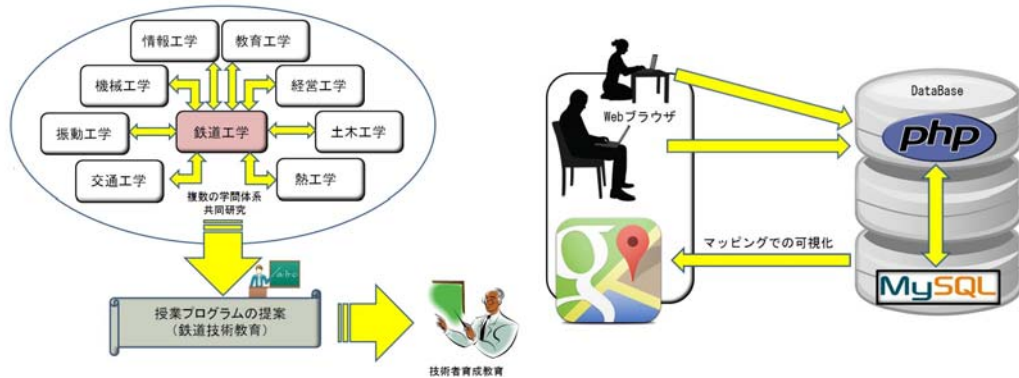 情報工学
教育工学
機械工学
経営工学
振動工学
鉄道工学
土木工学
交通工学
熱工学
複数の学問体系
共同研究
授業プログラムの提案
(鉄道技術教育)
技術者育成教育
Webブラウザ
DataBase
php
マッピングでの可視化
g
MySQL